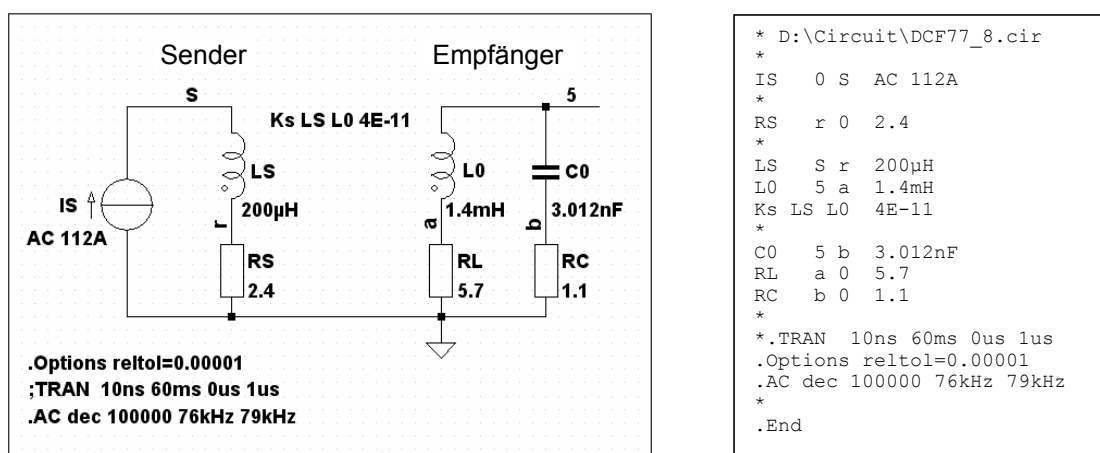 Sender Empfänger
S 5
Ks LS L0 4E-11
LS L0 C0
IS 200µH a 1.4mH 3.012nF
r b
AC 112A
RS RL RC
2.4 5.7 1.1
.Options reltol=0.00001
;TRAN 10ns 60ms 0us 1us
.AC dec 100000 76kHz 79kHz
* D:\Circuit\DCF77_8.cir
*
IS 0 S AC 112A
*
RS r 0 2.4
*
LS S r 200µH
L0 5 a 1.4mH
Ks LS L0 4E-11
*
C0 5 b 3.012nF
RL a 0 5.7
RC b 0 1.1
*
*.TRAN 10ns 60ms 0us 1us
.Options reltol=0.00001
.AC dec 100000 76kHz 79kHz
*
.End